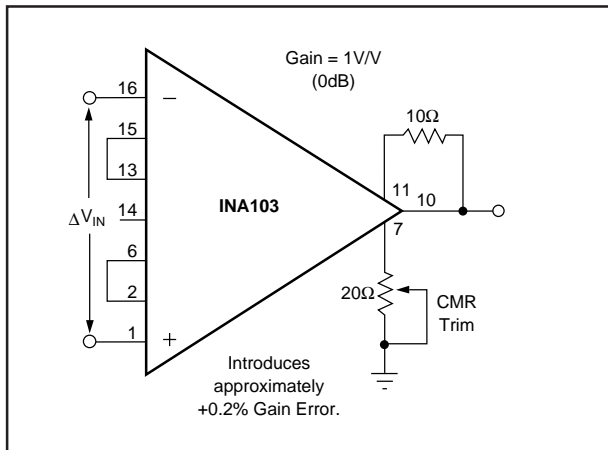 Gain = 1V/V
(0dB)
16
−
15
13
14
6
2
1
+
ΔVIN
INA103
10Ω
11
10
7
20Ω
CMR
Trim
Introduces
approximately
+0.2% Gain Error.